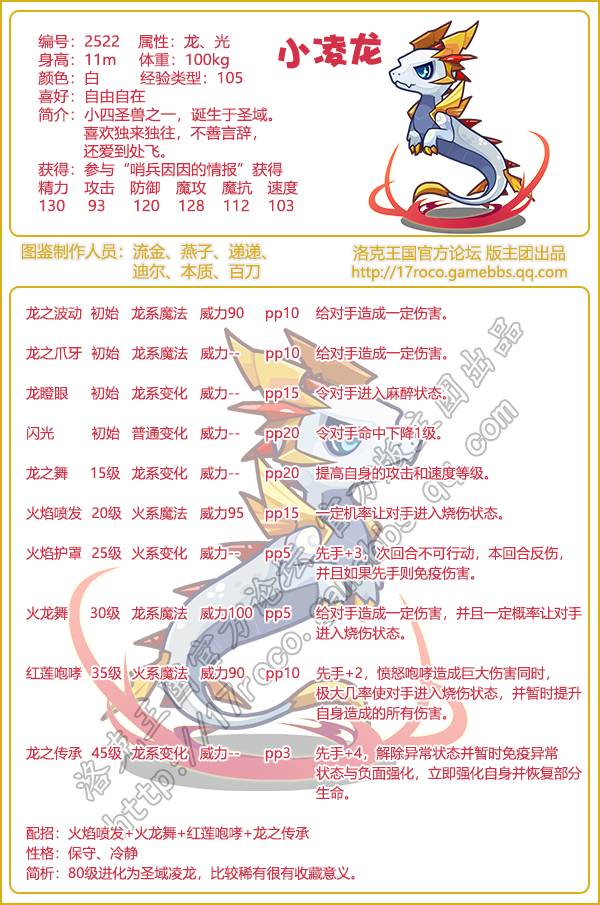 小凌龙
编号：2522 属性：龙、光
身高：11m 体重：100kg
颜色：白 经验类型：105
喜好：自由自在
简介：小四圣兽之一，诞生于圣域。
喜欢独来独往，不善言辞，
还爱到处飞。
获得：参与“哨兵因因的情报”获得
精力 攻击 防御 魔攻 魔抗 速度
130 93 120 128 112 103
图鉴制作人员：流金、燕子、递递、
迪尔、本质、百刀
洛克王国官方论坛 版主团出品
http://17roco.gamebbs.qq.com
龙之波动 初始 龙系魔法 威力90 pp10 给对手造成一定伤害。
龙之爪牙 初始 龙系魔法 威力-- pp10 给对手造成一定伤害。
龙瞪眼 初始 龙系变化 威力-- pp15 令对手进入麻醉状态。
闪光 初始 普通变化 威力-- pp20 令对手命中下降1级。
龙之舞 15级 龙系变化 威力-- pp20 提高自身的攻击和速度等级。
火焰喷发 20级 火系魔法 威力95 pp15 一定机率让对手进入烧伤状态。
火焰护罩 25级 火系变化 威力-- pp5 先手+3，次回合不可行动，本回合反伤，
并且如果先手则免疫伤害。
火龙舞 30级 龙系魔法 威力100 pp5 给对手造成一定伤害，并且一定概率让对手
进入烧伤状态。
红莲咆哮 35级 火系魔法 威力90 pp10 先手+2，愤怒咆哮造成巨大伤害同时，
极大几率使对手进入烧伤状态，并暂时提升
自身造成的所有伤害。
龙之传承 45级 龙系变化 威力-- pp3 先手+4，解除异常状态并暂时免疫异常
状态与负面强化，立即强化自身并恢复部分
生命。
配招：火焰喷发+火龙舞+红莲咆哮+龙之传承
性格：保守、冷静
简析：80级进化为圣域凌龙，比较稀有很有收藏意义。
洛克王国官方论坛 版主团出品
http://17roco.gamebbs.qq.com